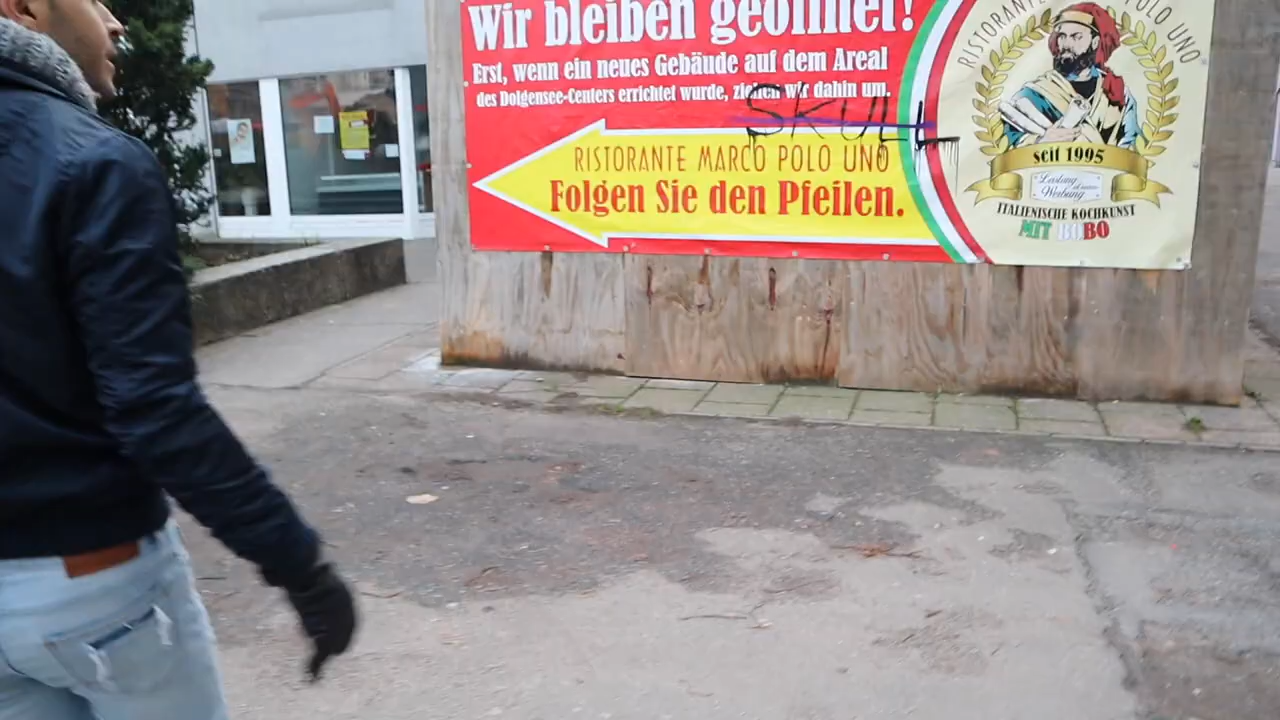 Wir bleiben geöffnet!
Erst, wenn ein neues Gebäude auf dem Areal
des Dolgensee-Centers errichtet wurde, ziehen wir dahin um.
SKULL
RISTORANTE MARCO POLO UNO
Folgen Sie den Pfeilen.
RISTORANTE MARCO POLO UNO
seit 1995
Leistung
Werbung
ITALIENISCHE KOCHKUNST
MIT BOBO